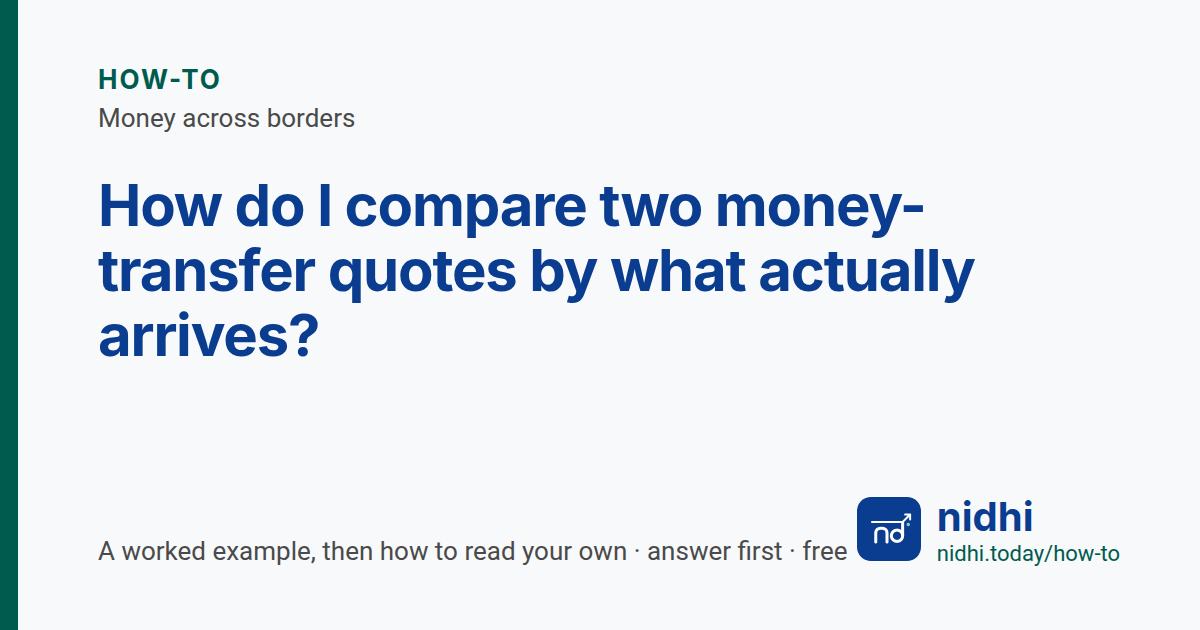 HOW-TO
Money across borders
How do I compare two money-
transfer quotes by what actually
arrives?
A worked example, then how to read your own · answer first · free
nd
nidhi
nidhi.today/how-to